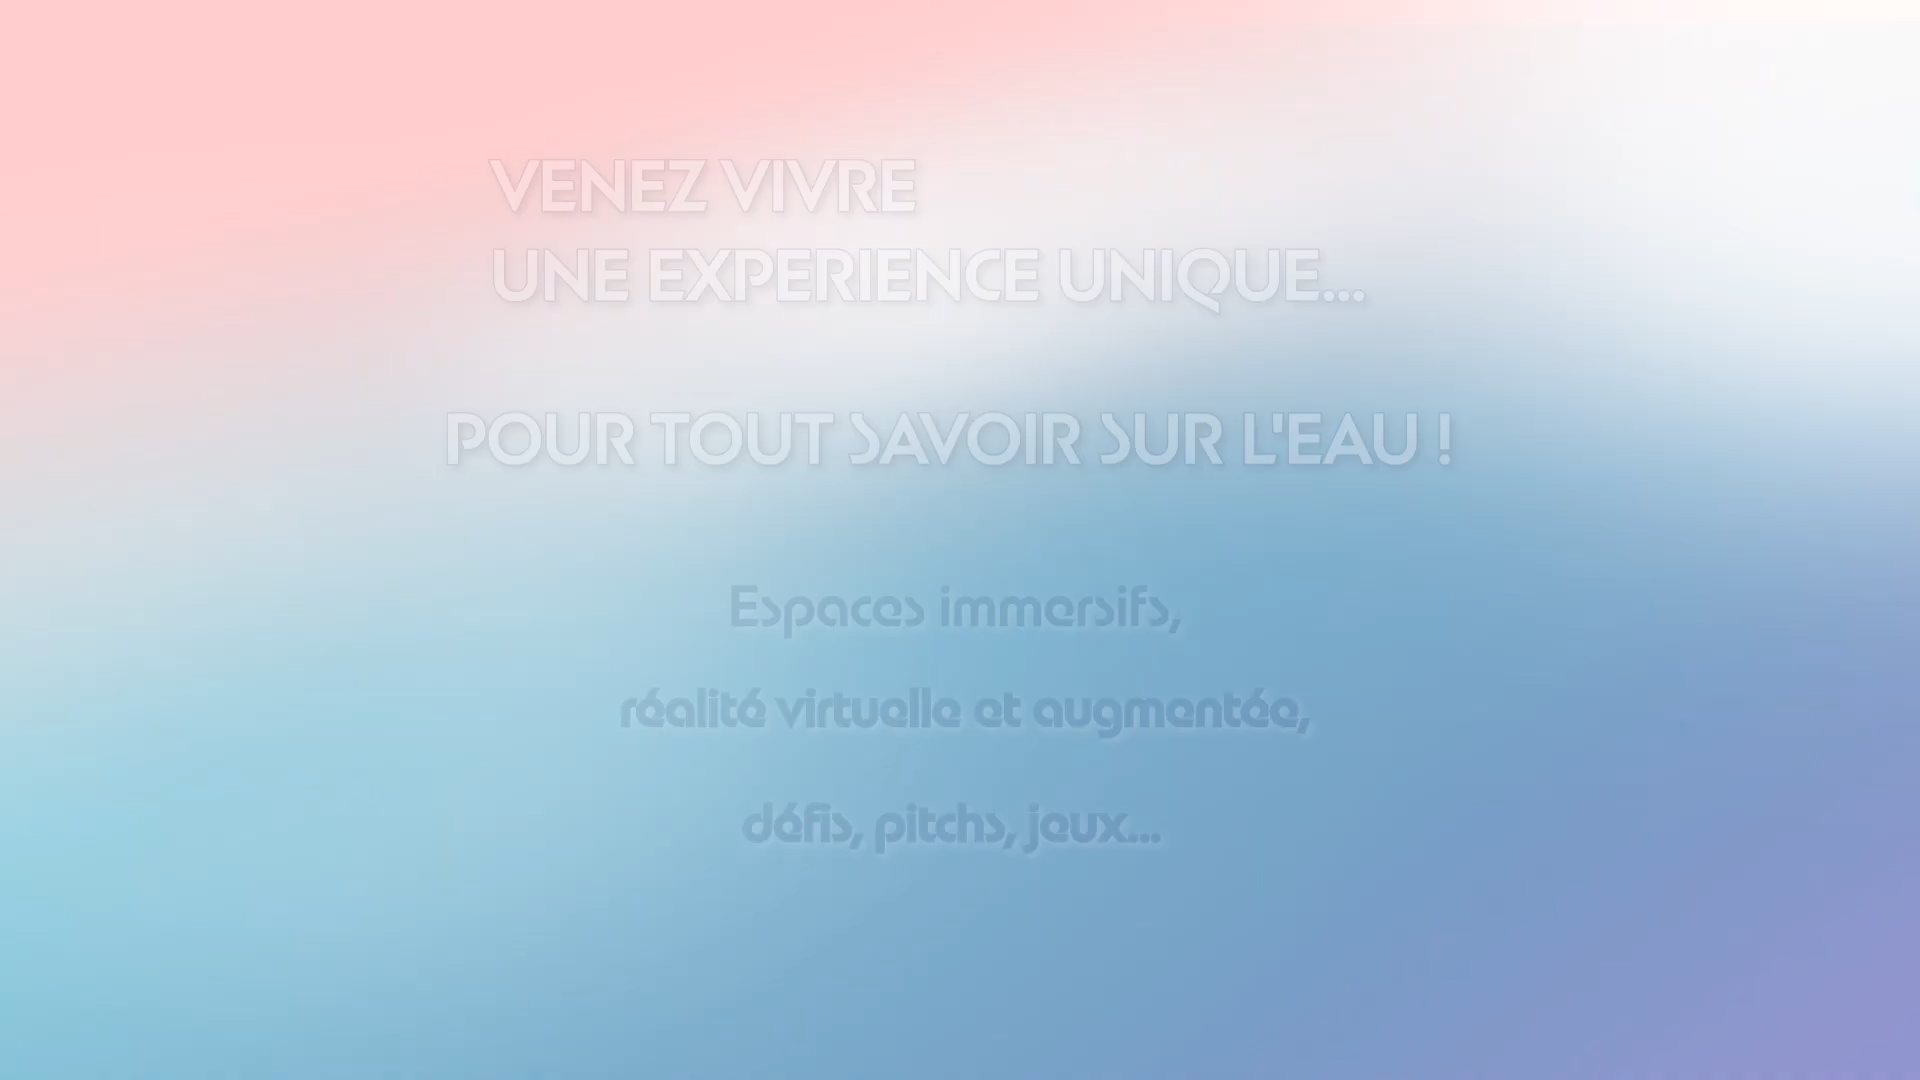 VENEZ VIVRE
UNE EXPERIENCE UNIQUE...
POUR TOUT SAVOIR SUR L'EAU !
Espaces immersifs,
réalité virtuelle et augmentée,
défis, pitchs, jeux...